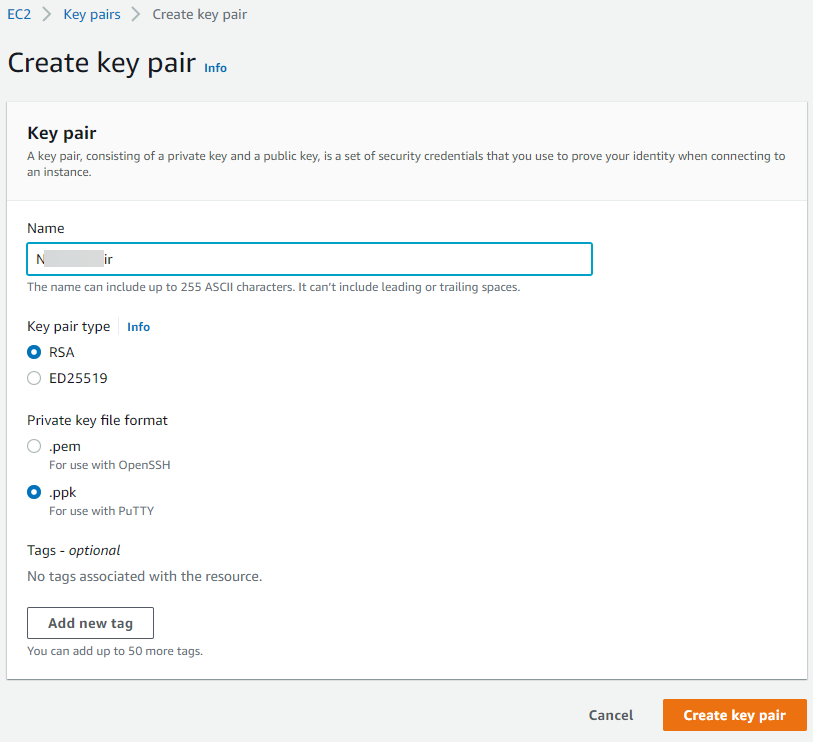 EC2 > Key pairs > Create key pair
Create key pair Info
Key pair
A key pair, consisting of a private key and a public key, is a set of security credentials that you use to prove your identity when connecting to
an instance.
Name
The name can include up to 255 ASCII characters. It can't include leading or trailing spaces.
Key pair type Info
RSA
ED25519
Private key file format
.pem
For use with OpenSSH
.ppk
For use with PuTTY
Tags - optional
No tags associated with the resource.
Add new tag
You can add up to 50 more tags.
Cancel Create key pair